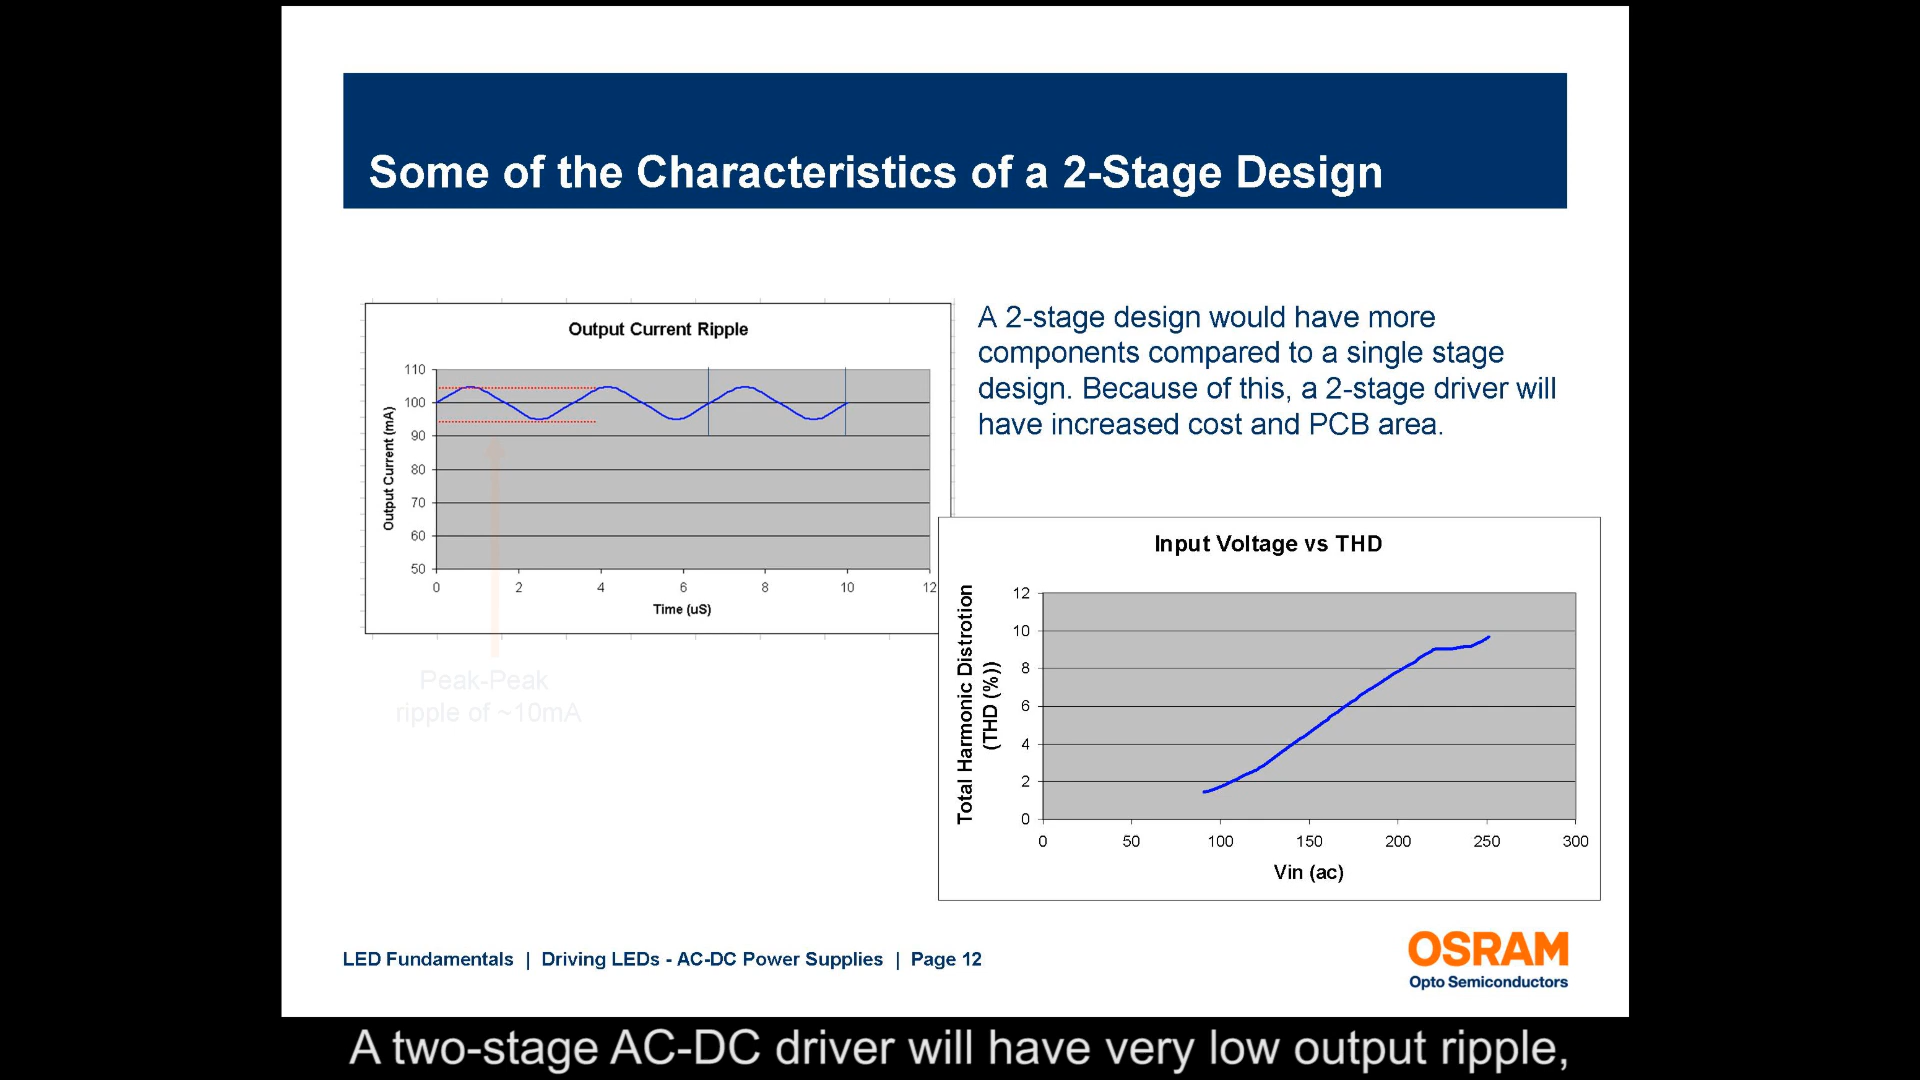 Some of the Characteristics of a 2-Stage Design
Output Current Ripple
110
100
90
80
70
60
50
Output Current (mA)
0 2 4 6 8 10 12
Time (uS)
Peak-Peak
ripple of ~10mA
A 2-stage design would have more
components compared to a single stage
design. Because of this, a 2-stage driver will
have increased cost and PCB area.
Input Voltage vs THD
12
10
8
6
4
2
0
Total Harmonic Distrotion
(THD (%))
0 50 100 150 200 250 300
Vin (ac)
LED Fundamentals | Driving LEDs - AC-DC Power Supplies | Page 12
OSRAM
Opto Semiconductors
A two-stage AC-DC driver will have very low output ripple,